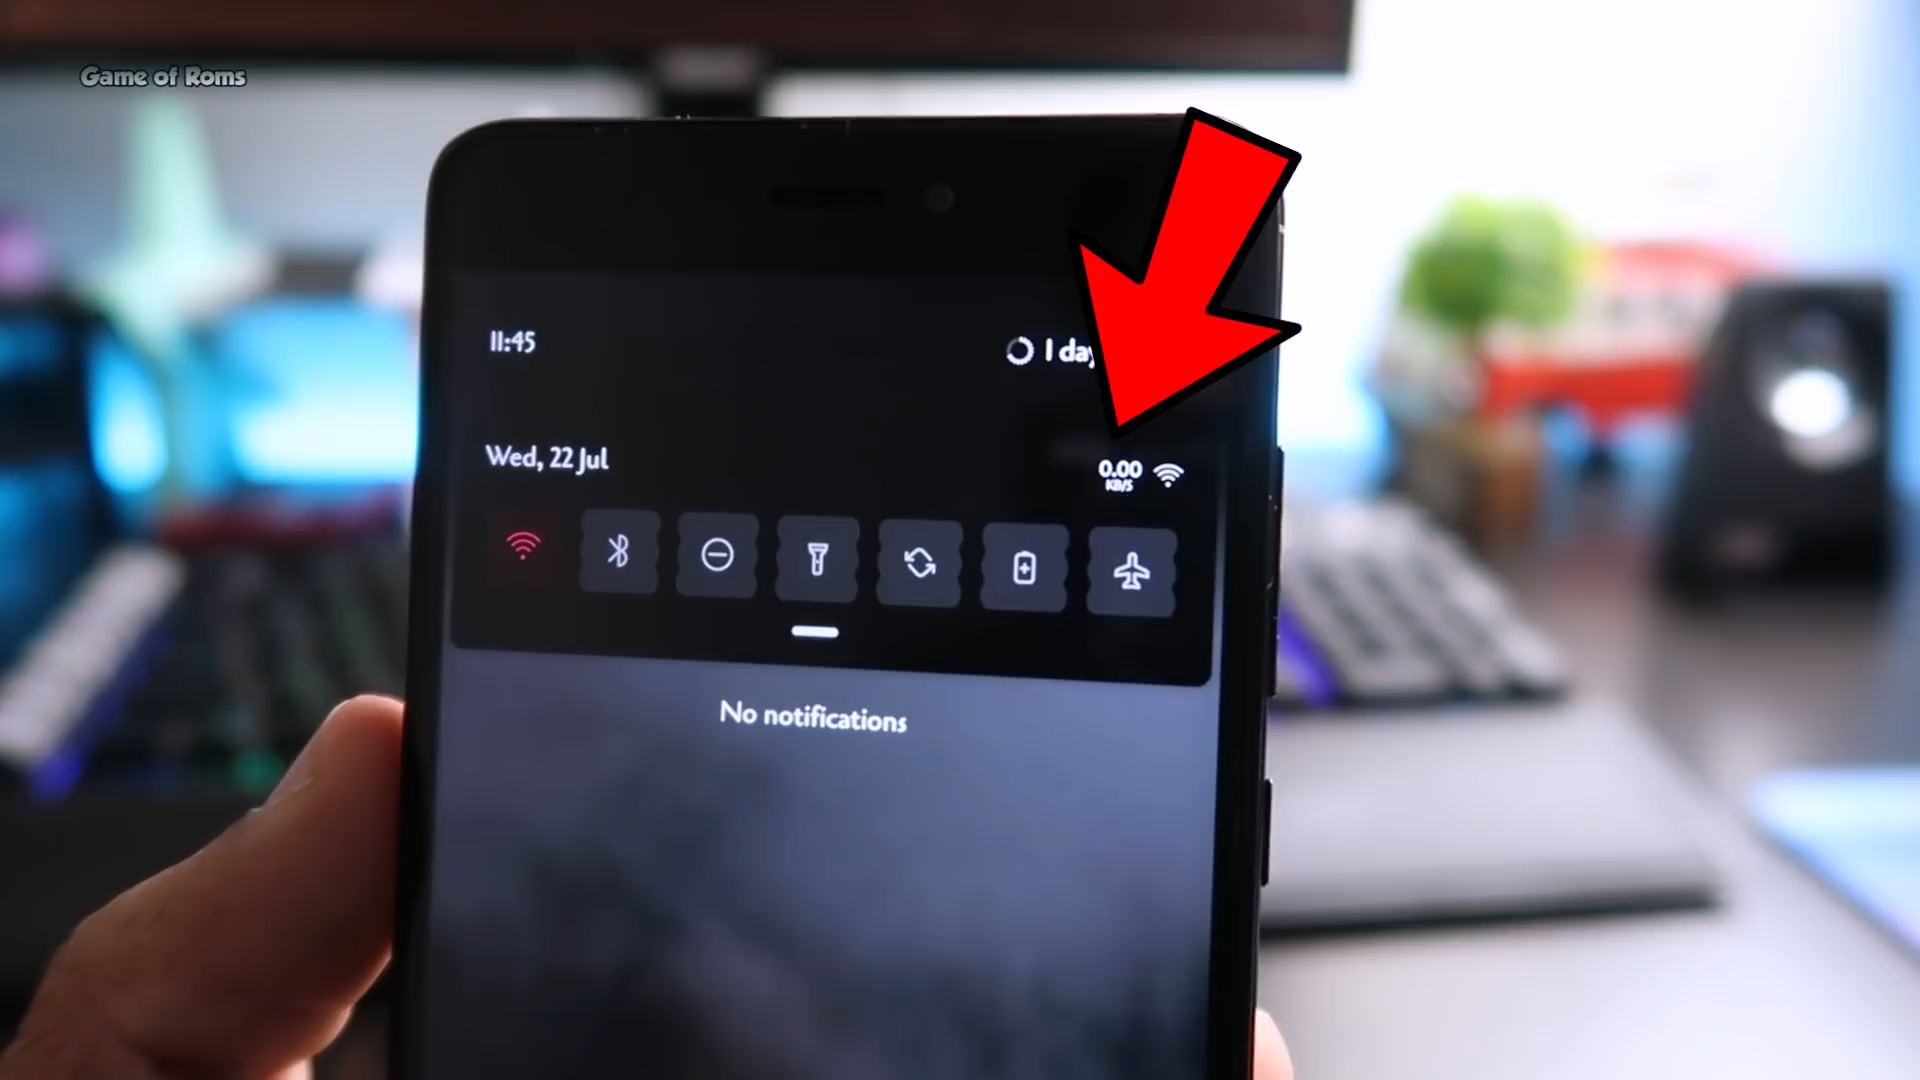 Game of Roms
11:45
1 day
Wed, 22 Jul
0.00
KB/S
No notifications